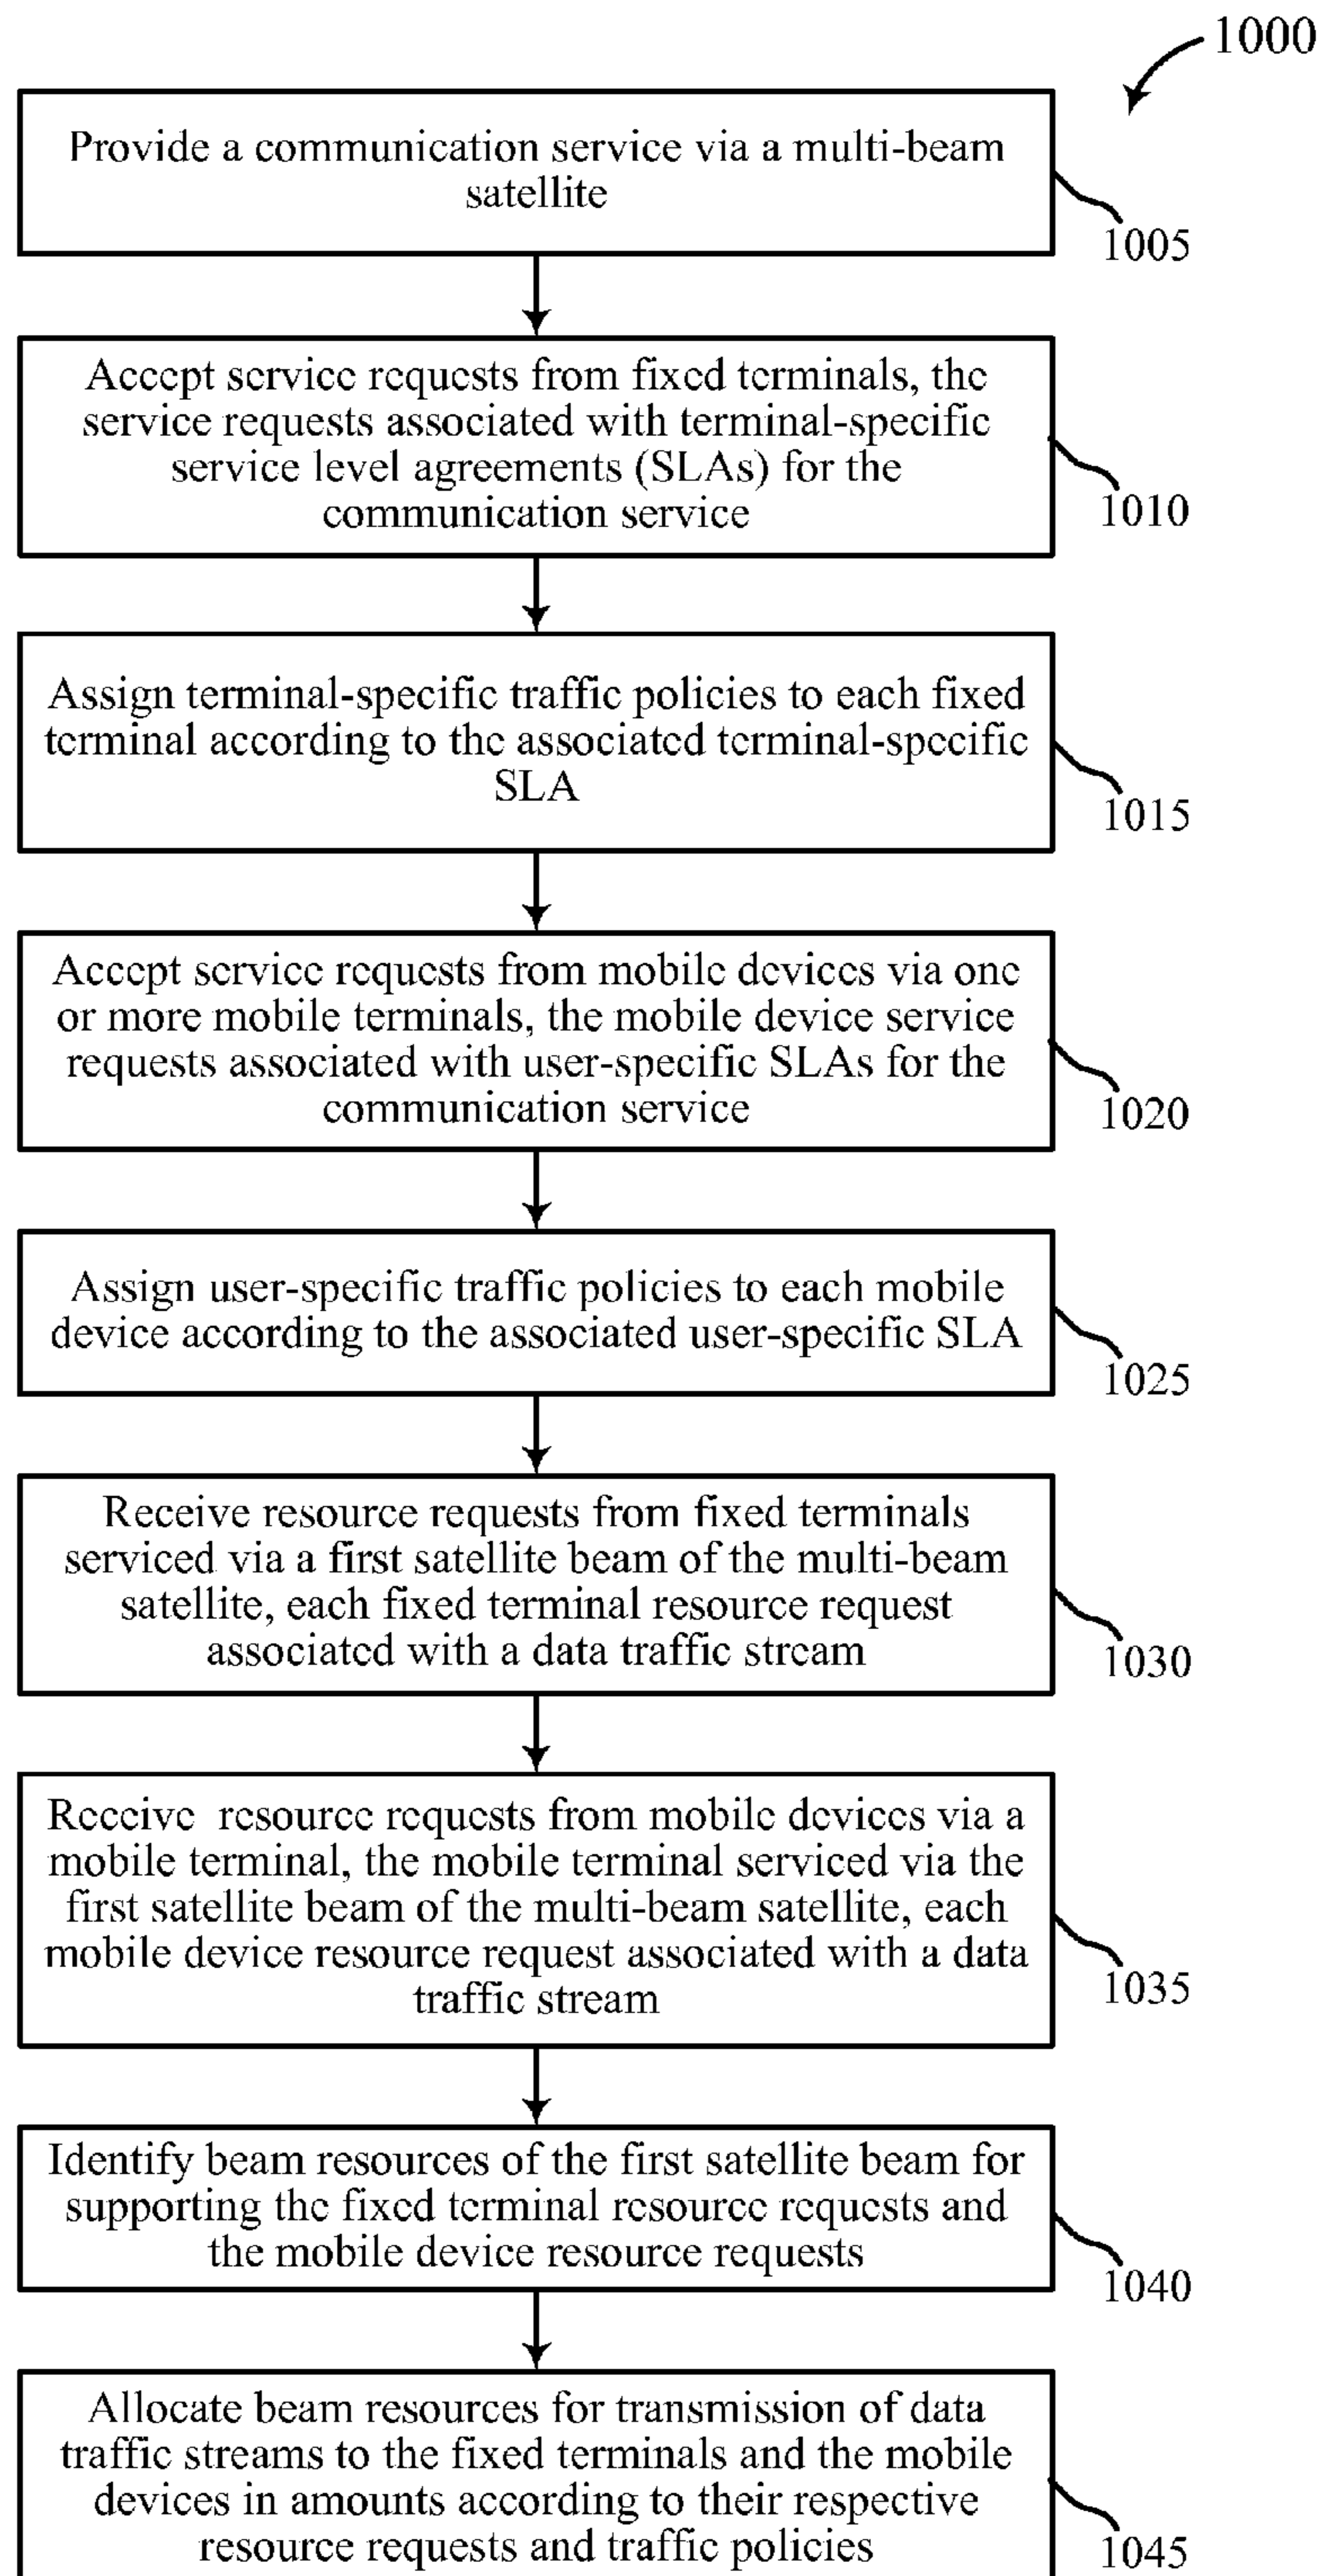 1000
Provide a communication service via a multi-beam
satellite
1005
Accept service requests from fixed terminals, the
service requests associated with terminal-specific
service level agreements (SLAs) for the
communication service
1010
Assign terminal-specific traffic policies to each fixed
terminal according to the associated terminal-specific
SLA
1015
Accept service requests from mobile devices via one
or more mobile terminals, the mobile device service
requests associated with user-specific SLAs for the
communication service
1020
Assign user-specific traffic policies to each mobile
device according to the associated user-specific SLA
1025
Receive resource requests from fixed terminals
serviced via a first satellite beam of the multi-beam
satellite, each fixed terminal resource request
associated with a data traffic stream
1030
Receive resource requests from mobile devices via a
mobile terminal, the mobile terminal serviced via the
first satellite beam of the multi-beam satellite, each
mobile device resource request associated with a data
traffic stream
1035
Identify beam resources of the first satellite beam for
supporting the fixed terminal resource requests and
the mobile device resource requests
1040
Allocate beam resources for transmission of data
traffic streams to the fixed terminals and the mobile
devices in amounts according to their respective
resource requests and traffic policies
1045